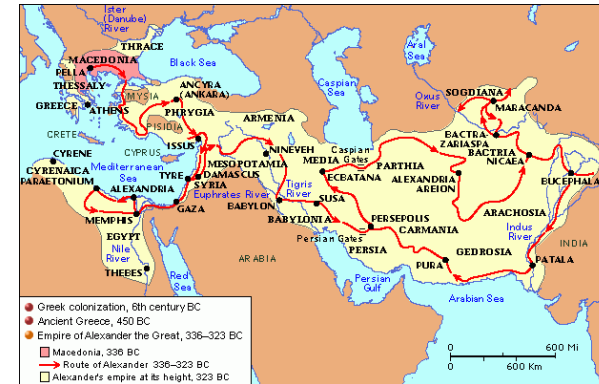 Ister
(Danube)
River
THRACE
MACEDONIA
PELLA
THESSALY
GREECE
ATHENS
MYSIA
PISIDIA
PHRYGIA
ANCYRA
(ANKARA)
Black Sea
ARMENIA
Caspian
Sea
Aral
Sea
Oxus
River
SOGDIANA
MARACANDA
BACTRA-
ZARIASPA
BACTRIA
NICAEA
BUCEPHALA
CRETE
CYPRUS
ISSUS
Mediterranean
Sea
CYRENE
CYRENAICA
PARAETONIUM
ALEXANDRIA
MEMPHIS
EGYPT
Nile
River
THEBES
TYRE
DAMASCUS
SYRIA
GAZA
MESOPOTAMIA
NINEVEH
Euphrates River
Tigris
River
BABYLON
BABYLONIA
MEDIA
ECBATANA
Caspian
Gates
PARTHIA
ALEXANDRIA
AREION
SUSA
PERSEPOLIS
CARMANIA
Persian Gates
PERSIA
ARACHOSIA
GEDROSIA
PURA
Indus
River
INDIA
PATALA
ARABIA
Red
Sea
Persian
Gulf
Arabian Sea
Greek colonization, 6th century BC
Ancient Greece, 450 BC
Empire of Alexander the Great, 336–323 BC
Macedonia, 336 BC
Route of Alexander 336–323 BC
Alexander's empire at its height, 323 BC
0 600 Mi
0 600 Km